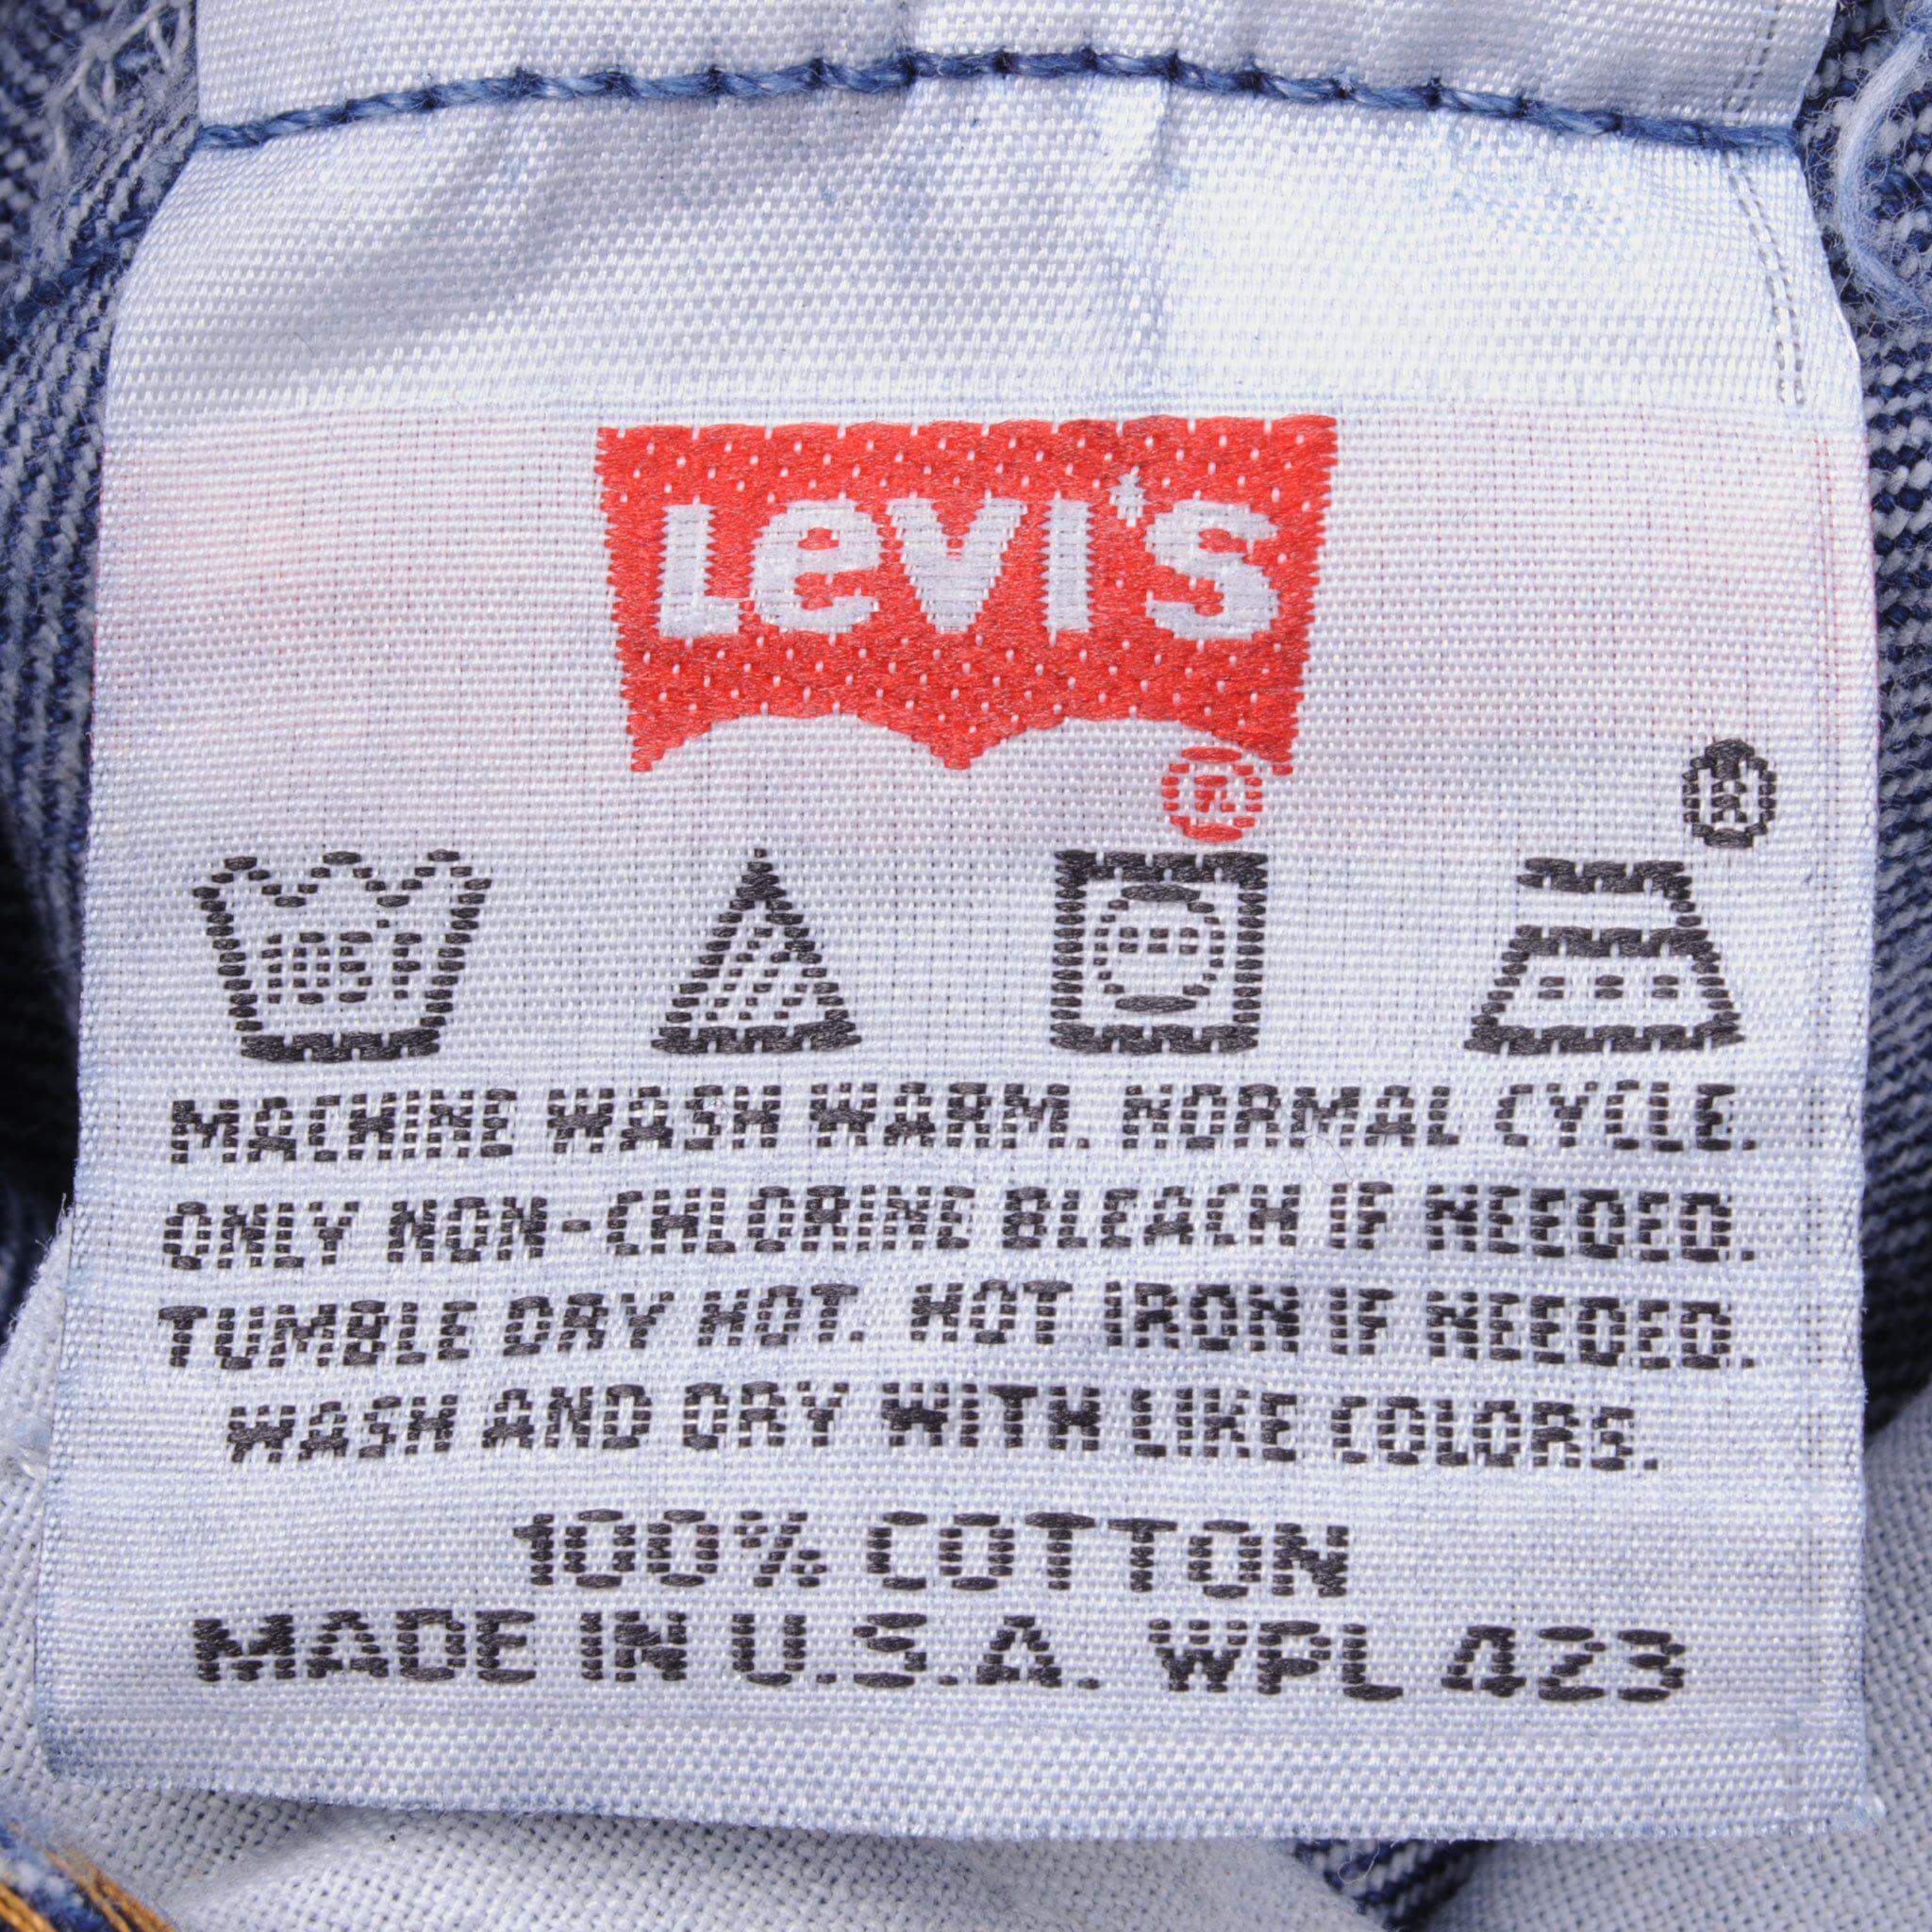 Levi's
®
®
105°F
MACHINE WASH WARM. NORMAL CYCLE.
ONLY NON-CHLORINE BLEACH IF NEEDED.
TUMBLE DRY HOT. HOT IRON IF NEEDED.
WASH AND DRY WITH LIKE COLORS.
100% COTTON
MADE IN U.S.A. WPL 423